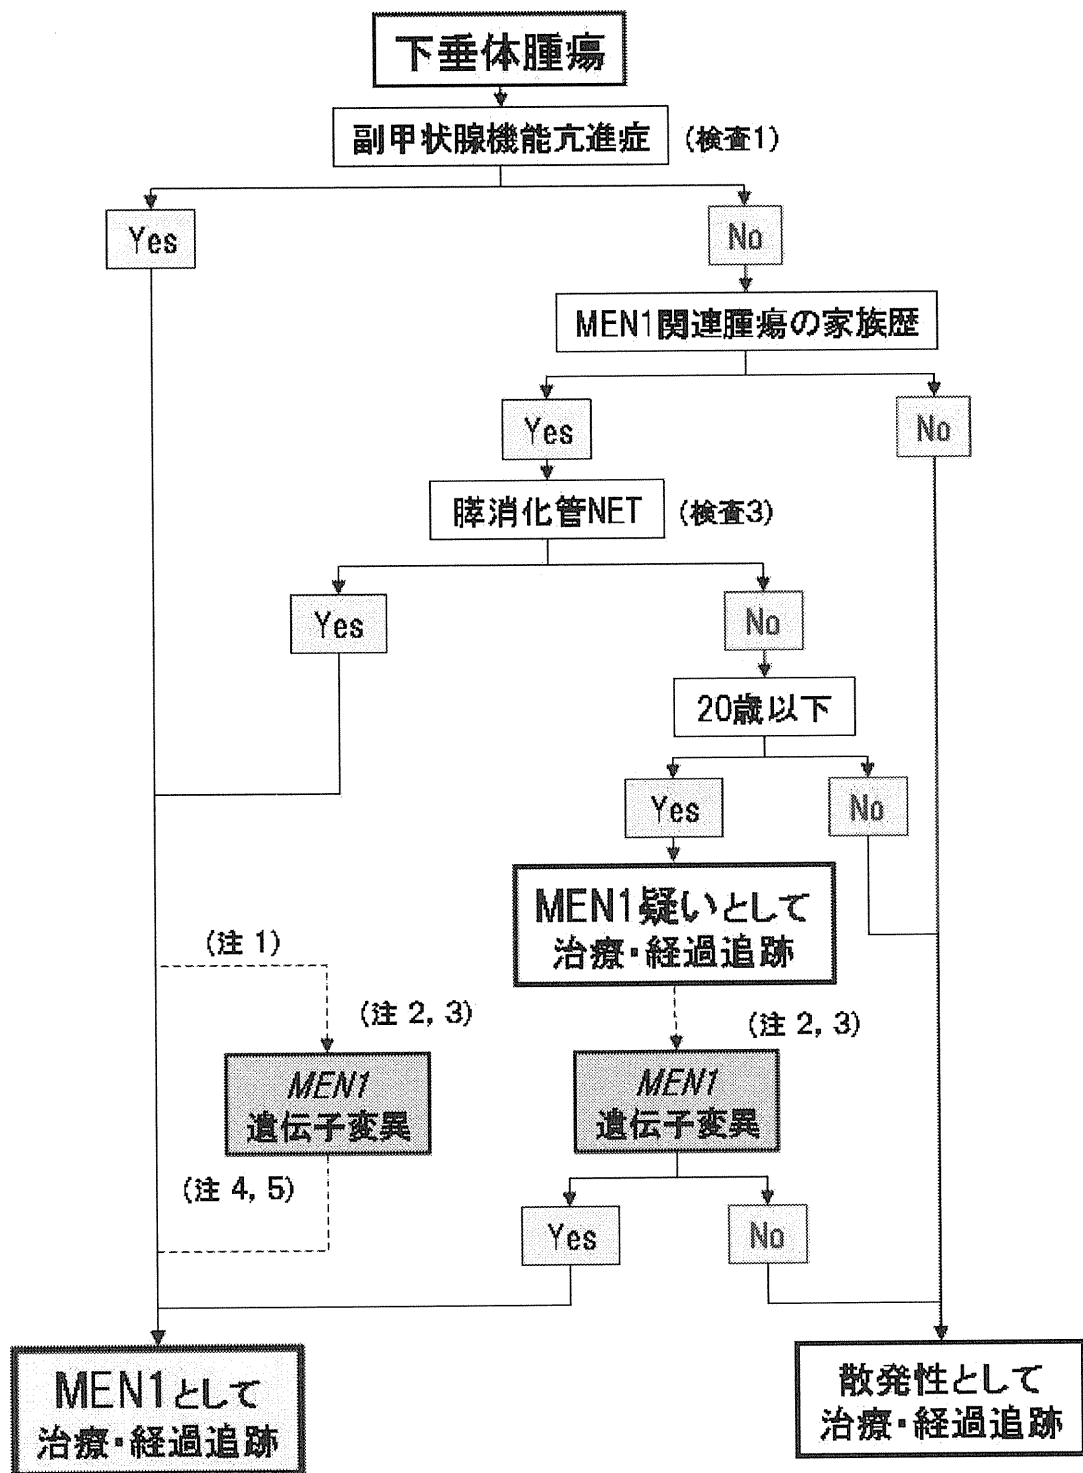 下垂体腫瘍
副甲状腺機能亢進症 (検査1)
Yes
No
MEN1関連腫瘍の家族歴
Yes
No
膵消化管NET (検査3)
Yes
No
20歳以下
Yes
No
MEN1疑いとして
治療・経過追跡
(注 1)
(注 2, 3)
(注 2, 3)
MEN1
遺伝子変異
MEN1
遺伝子変異
(注 4, 5)
Yes
No
MEN1として
治療・経過追跡
散発性として
治療・経過追跡